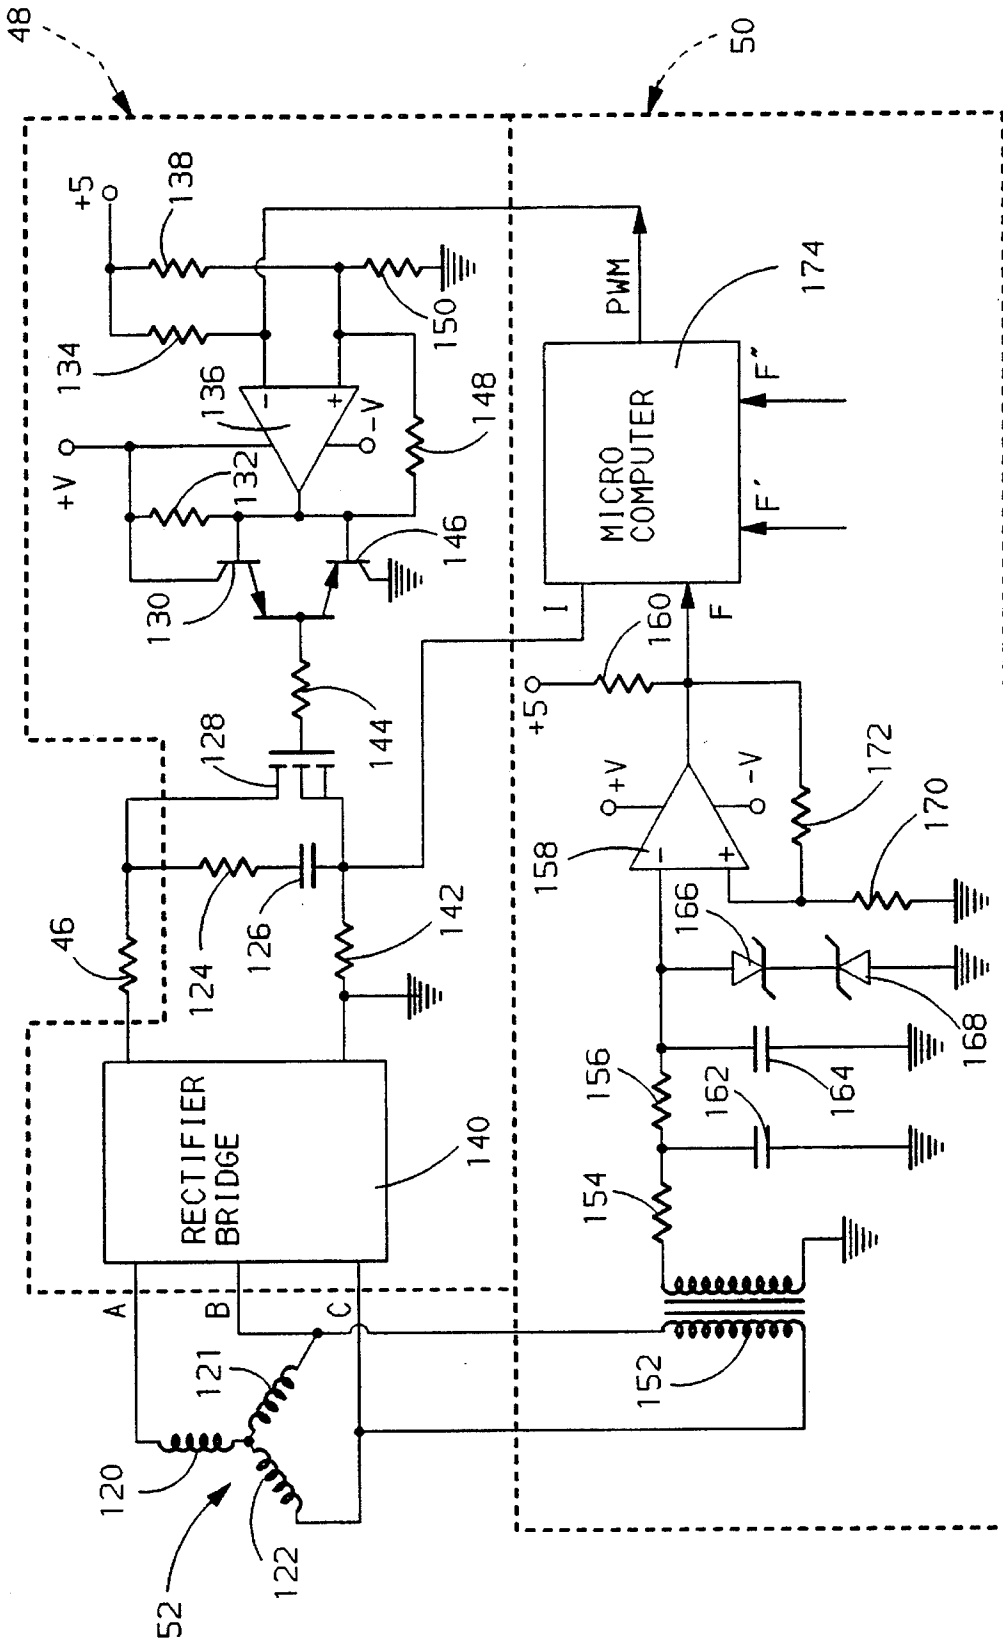 48
50
+5
138
134
150
PWM
174
+V
132
136
-
+
-V
148
130
146
MICRO
COMPUTER
F'
F"
I
F
160
+5
144
128
46
124
126
142
+V
-V
158
-
+
172
170
166
168
RECTIFIER
BRIDGE
140
156
162
164
154
A
B
C
121
120
122
52
152